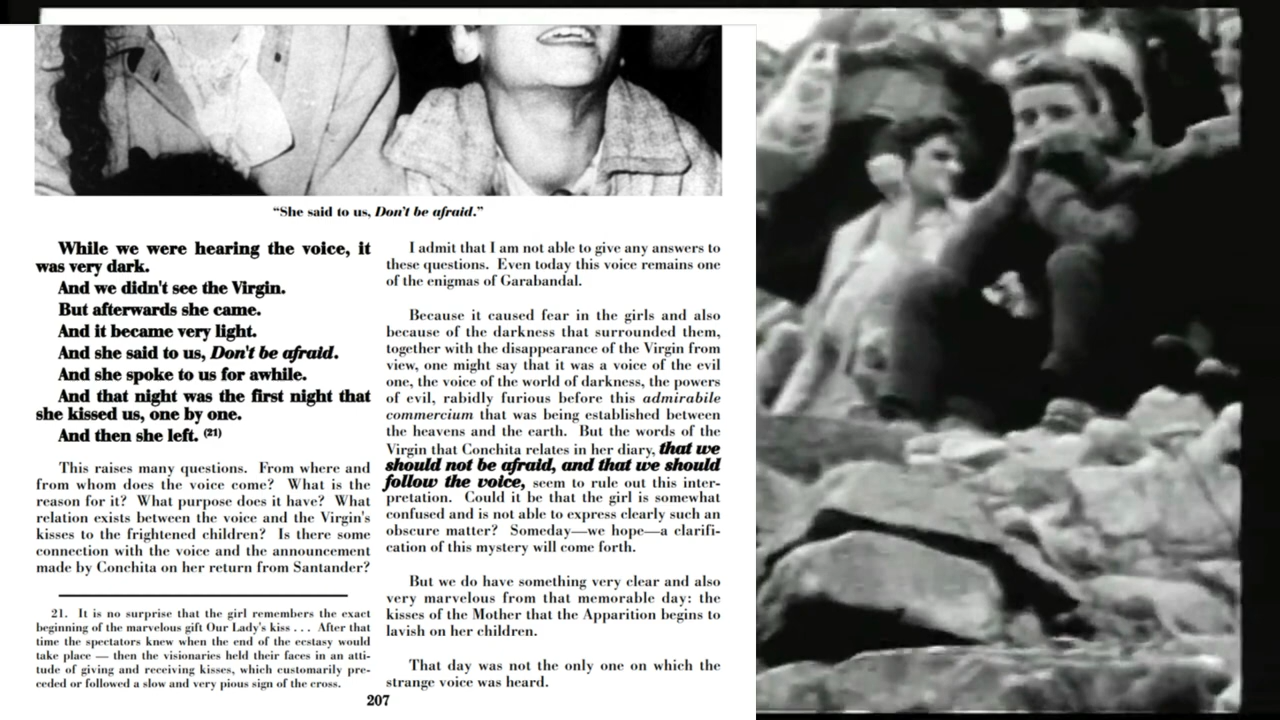 “She said to us, Don't be afraid.”
While we were hearing the voice, it
was very dark.
And we didn't see the Virgin.
But afterwards she came.
And it became very light.
And she said to us, Don't be afraid.
And she spoke to us for awhile.
And that night was the first night that
she kissed us, one by one.
And then she left. (21)
This raises many questions. From where and
from whom does the voice come? What is the
reason for it? What purpose does it have? What
relation exists between the voice and the Virgin's
kisses to the frightened children? Is there some
connection with the voice and the announcement
made by Conchita on her return from Santander?
21. It is no surprise that the girl remembers the exact
beginning of the marvelous gift Our Lady's kiss . . . After that
time the spectators knew when the end of the ecstasy would
take place — then the visionaries held their faces in an atti-
tude of giving and receiving kisses, which customarily pre-
ceded or followed a slow and very pious sign of the cross.
I admit that I am not able to give any answers to
these questions. Even today this voice remains one
of the enigmas of Garabandal.
Because it caused fear in the girls and also
because of the darkness that surrounded them,
together with the disappearance of the Virgin from
view, one might say that it was a voice of the evil
one, the voice of the world of darkness, the powers
of evil, rabidly furious before this admirabile
commercium that was being established between
the heavens and the earth. But the words of the
Virgin that Conchita relates in her diary, that we
should not be afraid, and that we should
follow the voice, seem to rule out this inter-
pretation. Could it be that the girl is somewhat
confused and is not able to express clearly such an
obscure matter? Someday—we hope—a clarifi-
cation of this mystery will come forth.
But we do have something very clear and also
very marvelous from that memorable day: the
kisses of the Mother that the Apparition begins to
lavish on her children.
That day was not the only one on which the
strange voice was heard.
207